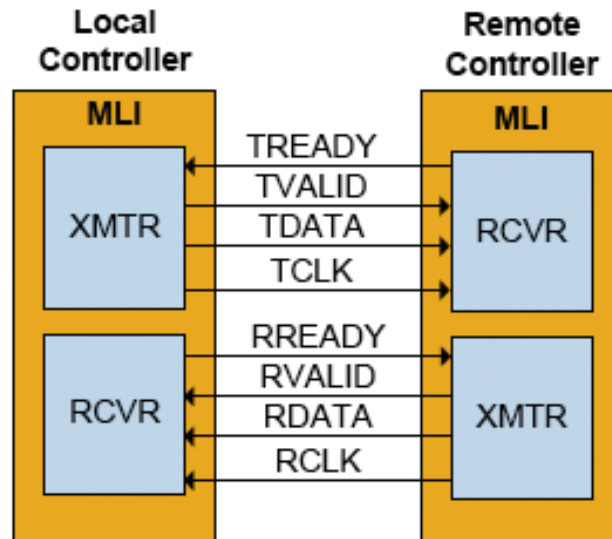 Local
Controller
Remote
Controller
MLI
MLI
XMTR
RCVR
TREADY
TVALID
TDATA
TCLK
RCVR
XMTR
RREADY
RVALID
RDATA
RCLK